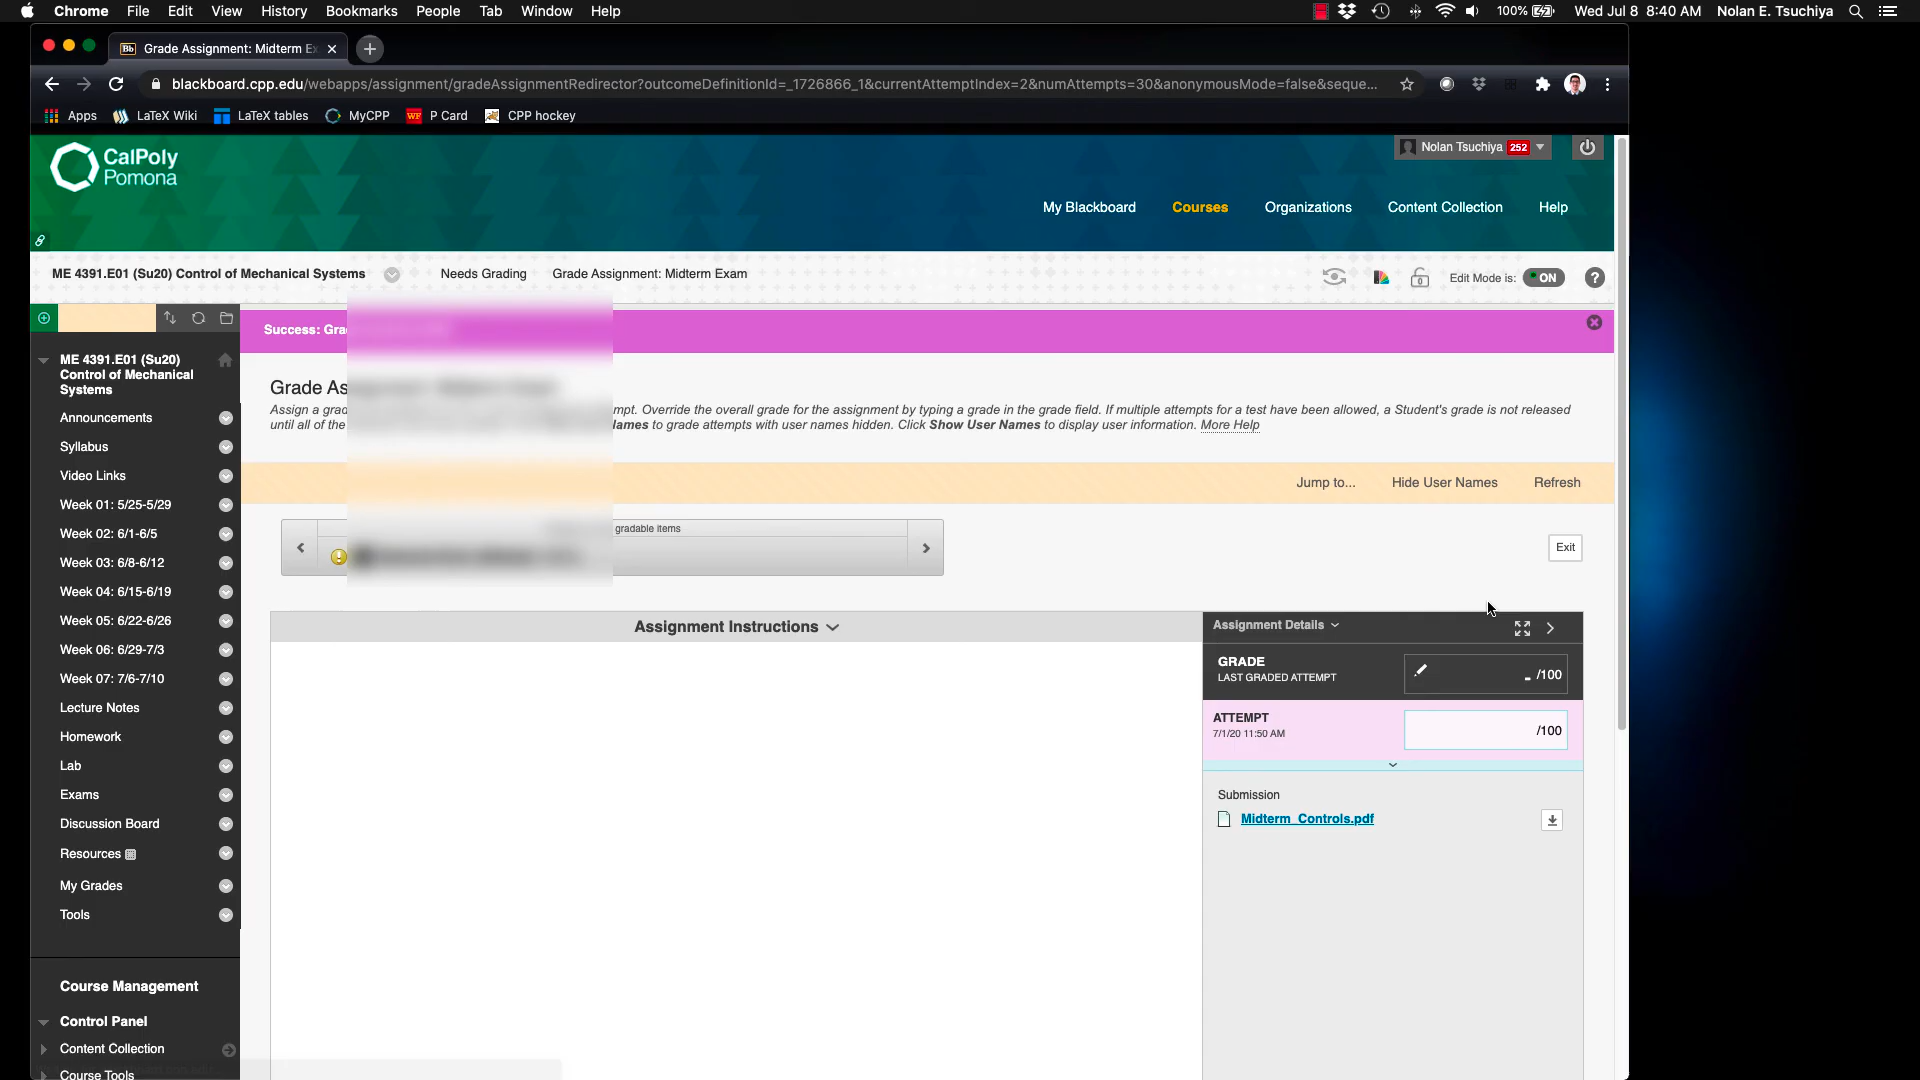 Chrome File Edit View History Bookmarks People Tab Window Help 100% Wed Jul 8 8:40 AM Nolan E. Tsuchiya
Bb Grade Assignment: Midterm Ex
blackboard.cpp.edu/webapps/assignment/gradeAssignmentRedirector?outcomeDefinitionId=_1726866_1&currentAttemptIndex=2&numAttempts=30&anonymousMode=false&seque...
Apps LaTeX Wiki LaTeX tables MyCPP WF P Card CPP hockey
CalPoly
Pomona
Nolan Tsuchiya 252
My Blackboard Courses Organizations Content Collection Help
ME 4391.E01 (Su20) Control of Mechanical Systems Needs Grading Grade Assignment: Midterm Exam Edit Mode is: ON ?
Success: Gra
ME 4391.E01 (Su20)
Control of Mechanical
Systems
Announcements
Syllabus
Video Links
Week 01: 5/25-5/29
Week 02: 6/1-6/5
Week 03: 6/8-6/12
Week 04: 6/15-6/19
Week 05: 6/22-6/26
Week 06: 6/29-7/3
Week 07: 7/6-7/10
Lecture Notes
Homework
Lab
Exams
Discussion Board
Resources
My Grades
Tools
Course Management
Control Panel
Content Collection
Course Tools
Grade As
Assign a grad mpt. Override the overall grade for the assignment by typing a grade in the grade field. If multiple attempts for a test have been allowed, a Student's grade is not released
until all of the Names to grade attempts with user names hidden. Click Show User Names to display user information. More Help
Jump to... Hide User Names Refresh
gradable items
Exit
Assignment Instructions
Assignment Details
GRADE
LAST GRADED ATTEMPT
- /100
ATTEMPT
7/1/20 11:50 AM
/100
Submission
Midterm_Controls.pdf